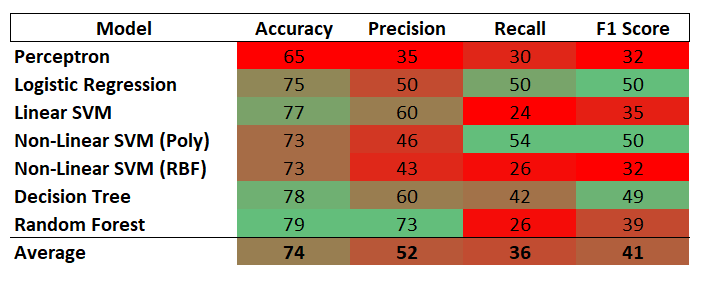 Model Accuracy Precision Recall F1 Score
Perceptron 65 35 30 32
Logistic Regression 75 50 50 50
Linear SVM 77 60 24 35
Non-Linear SVM (Poly) 73 46 54 50
Non-Linear SVM (RBF) 73 43 26 32
Decision Tree 78 60 42 49
Random Forest 79 73 26 39
Average 74 52 36 41